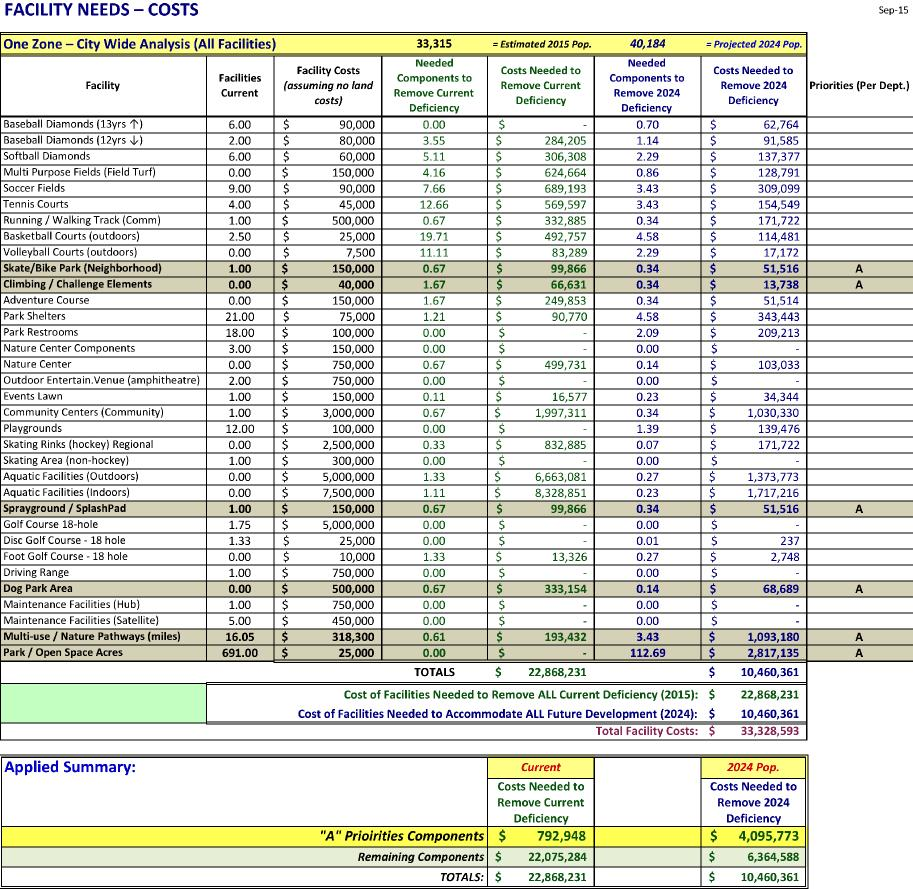 FACILITY NEEDS – COSTS
Sep-15
One Zone – City Wide Analysis (All Facilities) 33,315 = Estimated 2015 Pop. 40,184 = Projected 2024 Pop.
Facility Facilities Current Facility Costs (assuming no land costs) Needed Components to Remove Current Deficiency Costs Needed to Remove Current Deficiency Needed Components to Remove 2024 Deficiency Costs Needed to Remove 2024 Deficiency Priorities (Per Dept.)
Baseball Diamonds (13yrs ↑) 6.00 $ 90,000 0.00 $ - 0.70 $ 62,764
Baseball Diamonds (12yrs ↓) 2.00 $ 80,000 3.55 $ 284,205 1.14 $ 91,585
Softball Diamonds 6.00 $ 60,000 5.11 $ 306,308 2.29 $ 137,377
Multi Purpose Fields (Field Turf) 0.00 $ 150,000 4.16 $ 624,664 0.86 $ 128,791
Soccer Fields 9.00 $ 90,000 7.66 $ 689,193 3.43 $ 309,099
Tennis Courts 4.00 $ 45,000 12.66 $ 569,597 3.43 $ 154,549
Running / Walking Track (Comm) 1.00 $ 500,000 0.67 $ 332,885 0.34 $ 171,722
Basketball Courts (outdoors) 2.50 $ 25,000 19.71 $ 492,757 4.58 $ 114,481
Volleyball Courts (outdoors) 0.00 $ 7,500 11.11 $ 83,289 2.29 $ 17,172
Skate/Bike Park (Neighborhood) 1.00 $ 150,000 0.67 $ 99,866 0.34 $ 51,516 A
Climbing / Challenge Elements 0.00 $ 40,000 1.67 $ 66,631 0.34 $ 13,738 A
Adventure Course 0.00 $ 150,000 1.67 $ 249,853 0.34 $ 51,514
Park Shelters 21.00 $ 75,000 1.21 $ 90,770 4.58 $ 343,443
Park Restrooms 18.00 $ 100,000 0.00 $ - 2.09 $ 209,213
Nature Center Components 3.00 $ 150,000 0.00 $ - 0.00 $ -
Nature Center 0.00 $ 750,000 0.67 $ 499,731 0.14 $ 103,033
Outdoor Entertain.Venue (amphitheatre) 2.00 $ 750,000 0.00 $ - 0.00 $ -
Events Lawn 1.00 $ 150,000 0.11 $ 16,577 0.23 $ 34,344
Community Centers (Community) 1.00 $ 3,000,000 0.67 $ 1,997,311 0.34 $ 1,030,330
Playgrounds 12.00 $ 100,000 0.00 $ - 1.39 $ 139,476
Skating Rinks (hockey) Regional 0.00 $ 2,500,000 0.33 $ 832,885 0.07 $ 171,722
Skating Area (non-hockey) 1.00 $ 300,000 0.00 $ - 0.00 $ -
Aquatic Facilities (Outdoors) 0.00 $ 5,000,000 1.33 $ 6,663,081 0.27 $ 1,373,773
Aquatic Facilities (Indoors) 0.00 $ 7,500,000 1.11 $ 8,328,851 0.23 $ 1,717,216
Sprayground / SplashPad 1.00 $ 150,000 0.67 $ 99,866 0.34 $ 51,516 A
Golf Course 18-hole 1.75 $ 5,000,000 0.00 $ - 0.00 $ -
Disc Golf Course - 18 hole 1.33 $ 25,000 0.00 $ - 0.01 $ 237
Foot Golf Course - 18 hole 0.00 $ 10,000 1.33 $ 13,326 0.27 $ 2,748
Driving Range 1.00 $ 750,000 0.00 $ - 0.00 $ -
Dog Park Area 0.00 $ 500,000 0.67 $ 333,154 0.14 $ 68,689 A
Maintenance Facilities (Hub) 1.00 $ 750,000 0.00 $ - 0.00 $ -
Maintenance Facilities (Satellite) 5.00 $ 450,000 0.00 $ - 0.00 $ -
Multi-use / Nature Pathways (miles) 16.05 $ 318,300 0.61 $ 193,432 3.43 $ 1,093,180 A
Park / Open Space Acres 691.00 $ 25,000 0.00 $ - 112.69 $ 2,817,135 A
TOTALS $ 22,868,231 $ 10,460,361
Cost of Facilities Needed to Remove ALL Current Deficiency (2015): $ 22,868,231
Cost of Facilities Needed to Accommodate ALL Future Development (2024): $ 10,460,361
Total Facility Costs: $ 33,328,593
Applied Summary: Current 2024 Pop.
Costs Needed to Remove Current Deficiency Costs Needed to Remove 2024 Deficiency
"A" Prioirities Components $ 792,948 $ 4,095,773
Remaining Components $ 22,075,284 $ 6,364,588
TOTALS: $ 22,868,231 $ 10,460,361